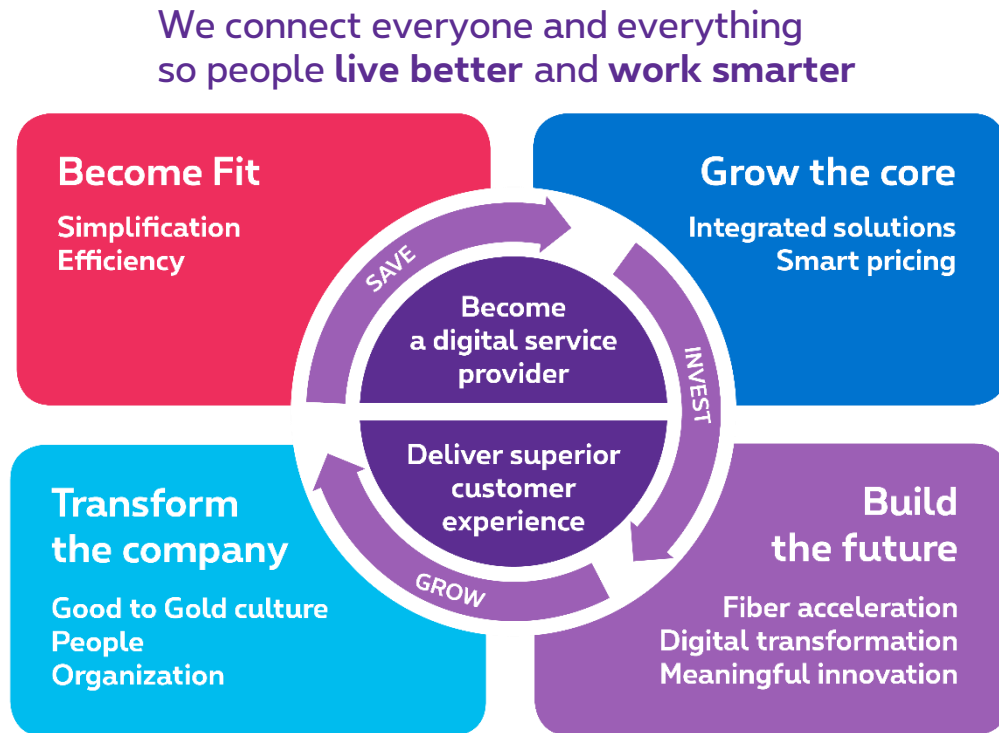 We connect everyone and everything
so people live better and work smarter
Become Fit
Simplification
Efficiency
Grow the core
Integrated solutions
Smart pricing
SAVE
INVEST
GROW
Become
a digital service
provider
Deliver superior
customer
experience
Transform
the company
Good to Gold culture
People
Organization
Build
the future
Fiber acceleration
Digital transformation
Meaningful innovation